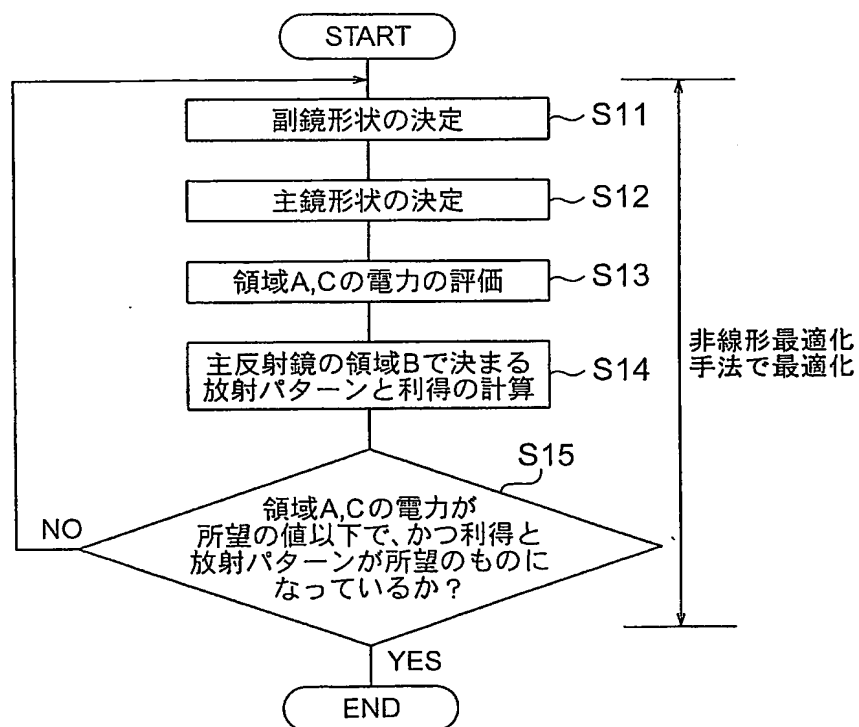 START
副鏡形状の決定
S11
主鏡形状の決定
S12
領域A,Cの電力の評価
S13
主反射鏡の領域Bで決まる
放射パターンと利得の計算
S14
非線形最適化
手法で最適化
S15
領域A,Cの電力が
所望の値以下で、かつ利得と
放射パターンが所望のものに
なっているか？
NO
YES
END